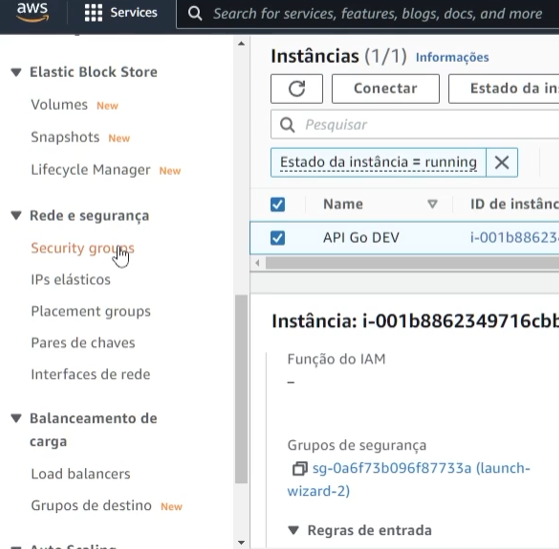 aws
Services
Search for services, features, blogs, docs, and more
Elastic Block Store
Volumes New
Snapshots New
Lifecycle Manager New
Rede e segurança
Security groups
IPs elásticos
Placement groups
Pares de chaves
Interfaces de rede
Balanceamento de
carga
Load balancers
Grupos de destino New
Auto Scaling
Instâncias (1/1) Informações
Conectar
Estado da in
Pesquisar
Estado da instância = running
Name
ID de instânc
API Go DEV
i-001b88623
Instância: i-001b8862349716cbb
Função do IAM
–
Grupos de segurança
sg-0a6f73b096f87733a (launch-
wizard-2)
Regras de entrada